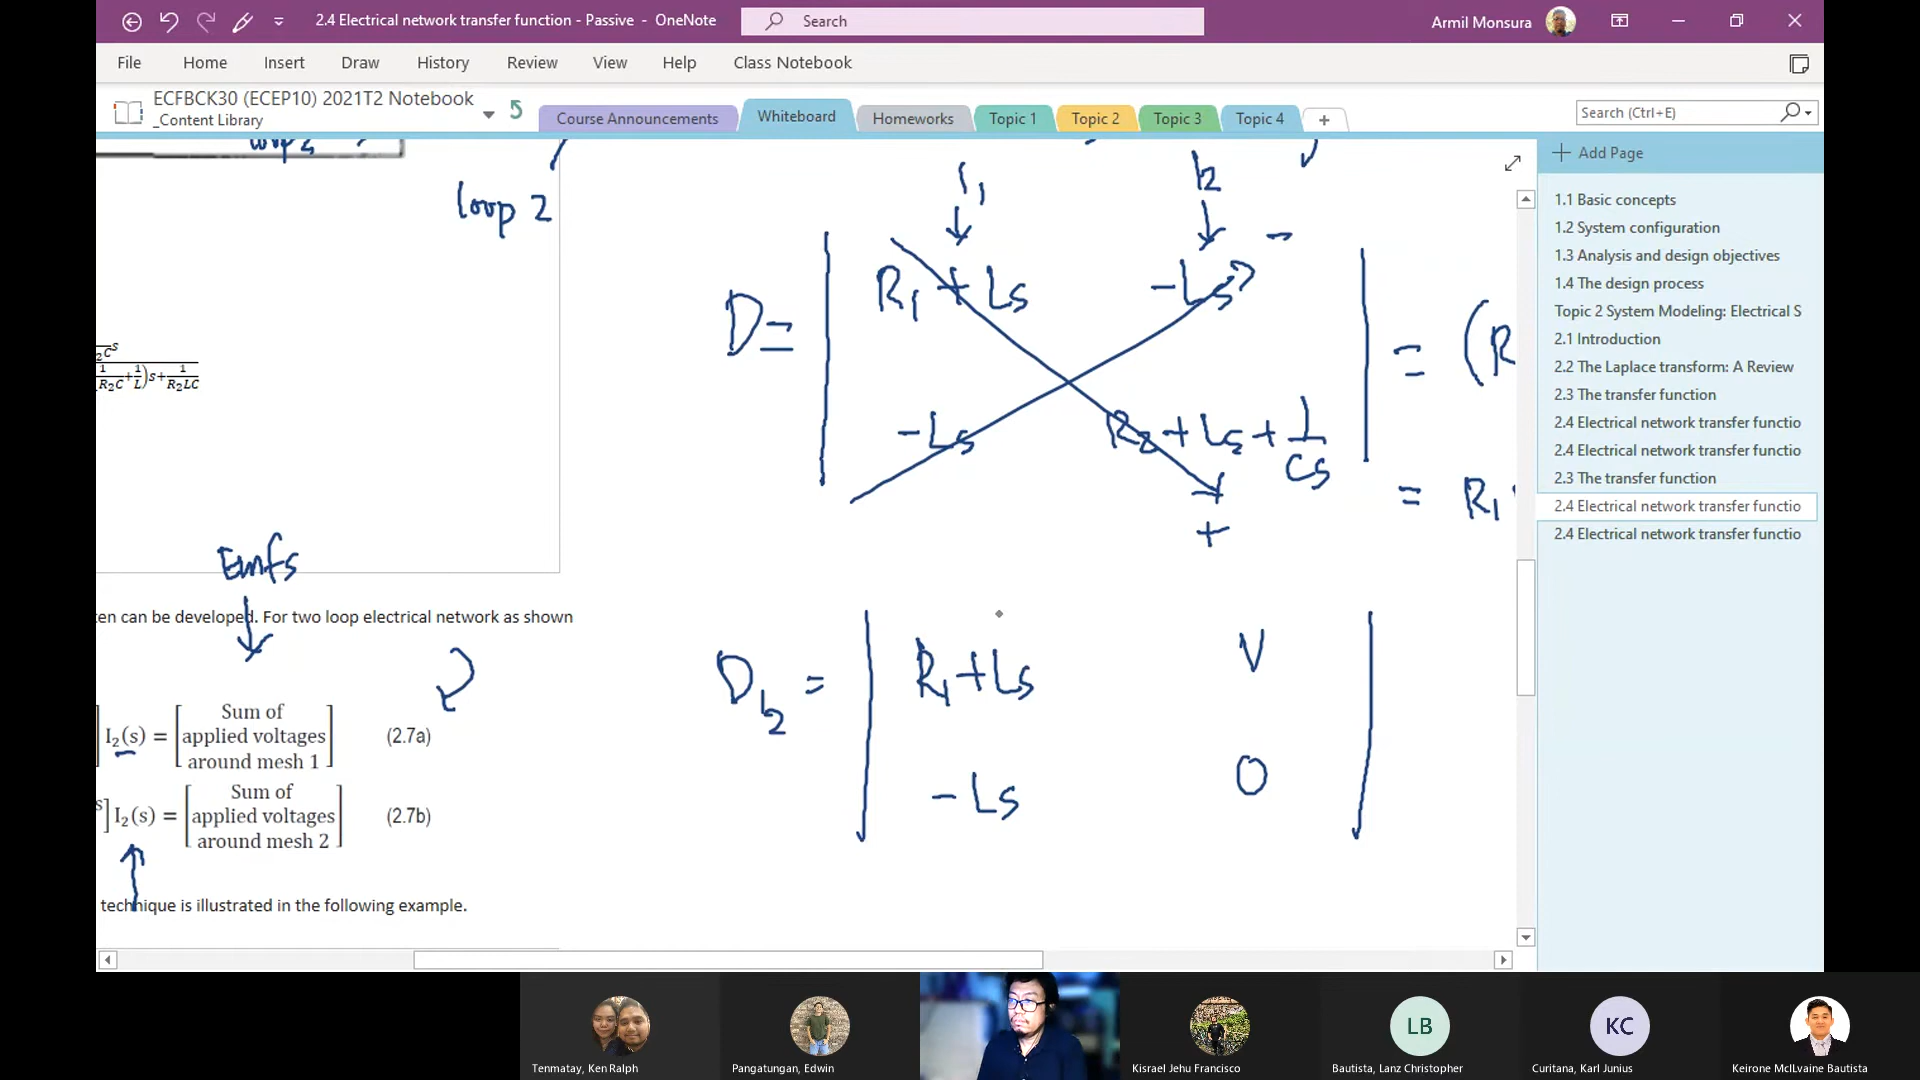 2.4 Electrical network transfer function - Passive - OneNote
Search
Armil Monsura
File Home Insert Draw History Review View Help Class Notebook
ECFBCK30 (ECEP10) 2021T2 Notebook
_Content Library
Course Announcements Whiteboard Homeworks Topic 1 Topic 2 Topic 3 Topic 4 +
Search (Ctrl+E)
Add Page
1.1 Basic concepts
1.2 System configuration
1.3 Analysis and design objectives
1.4 The design process
Topic 2 System Modeling: Electrical S
2.1 Introduction
2.2 The Laplace transform: A Review
2.3 The transfer function
2.4 Electrical network transfer functio
2.4 Electrical network transfer functio
2.3 The transfer function
2.4 Electrical network transfer functio
2.4 Electrical network transfer functio
loop 2
I₁ I₂
D = | R₁ + Ls -Ls | = (R
-Ls R₂ + Ls + 1/Cs
= R₁
+
Emfs
en can be developed. For two loop electrical network as shown
I₂(s) = [Sum of applied voltages around mesh 1] (2.7a)
s] I₂(s) = [Sum of applied voltages around mesh 2] (2.7b)
technique is illustrated in the following example.
D I₂ = | R₁ + Ls V |
-Ls 0
Tenmatay, Ken Ralph
Pangatungan, Edwin
Kisrael Jehu Francisco
LB
Bautista, Lanz Christopher
KC
Curitana, Karl Junius
Keirone McIlvaine Bautista